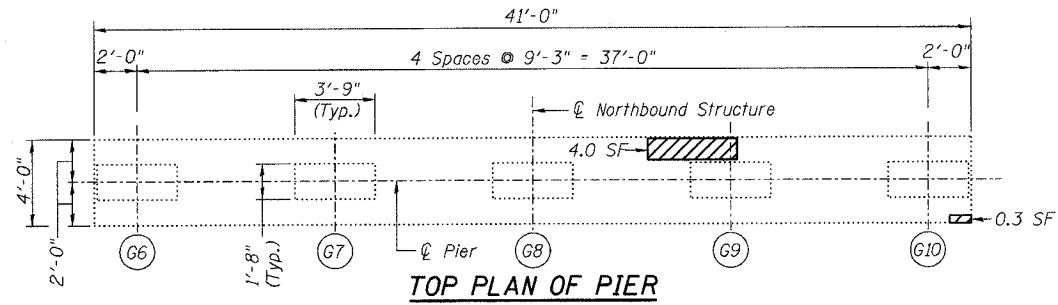 41'-0"
2'-0"
4 Spaces @ 9'-3" = 37'-0"
2'-0"
3'-9"
(Typ.)
℄ Northbound Structure
4.0 SF
4'-0"
2'-0"
1'-8"
(Typ.)
℄ Pier
0.3 SF
G6
G7
G8
G9
G10
TOP PLAN OF PIER